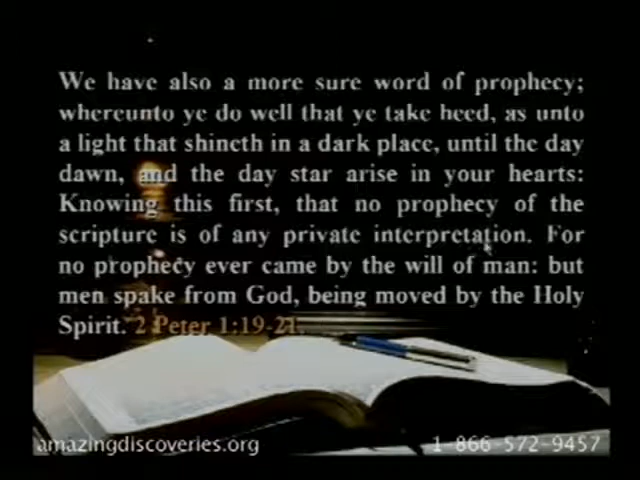 We have also a more sure word of prophecy;
whereunto ye do well that ye take heed, as unto
a light that shineth in a dark place, until the day
dawn, and the day star arise in your hearts:
Knowing this first, that no prophecy of the
scripture is of any private interpretation. For
no prophecy ever came by the will of man: but
men spake from God, being moved by the Holy
Spirit. 2 Peter 1:19-21.
amazingdiscoveries.org 1-866-572-9457